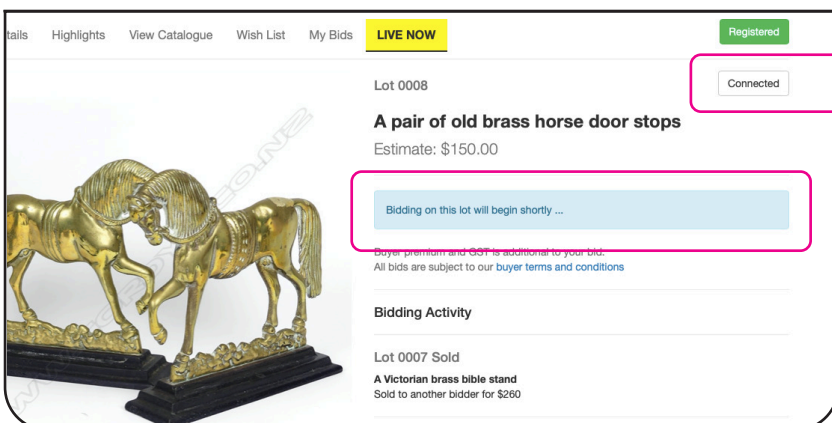 tails Highlights View Catalogue Wish List My Bids LIVE NOW Registered
Connected
Lot 0008
A pair of old brass horse door stops
Estimate: $150.00
Bidding on this lot will begin shortly ...
Buyer premium and GST is additional to your bid.
All bids are subject to our buyer terms and conditions
Bidding Activity
Lot 0007 Sold
A Victorian brass bible stand
Sold to another bidder for $260